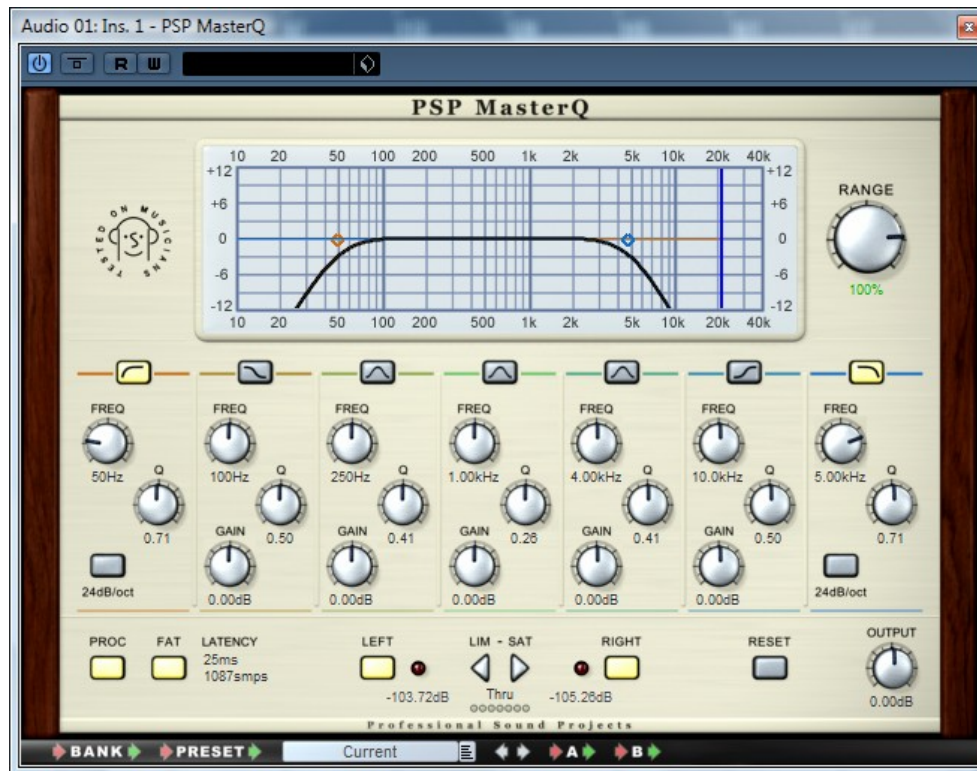 Audio 01: Ins. 1 - PSP MasterQ
R W
PSP MasterQ
10 20 50 100 200 500 1k 2k 5k 10k 20k 40k
+12 +12
+6 +6
0 0
-6 -6
-12 -12
10 20 50 100 200 500 1k 2k 5k 10k 20k 40k
TESTED ON MUSICIANS
RANGE
100%
FREQ FREQ FREQ FREQ FREQ FREQ FREQ
50Hz 100Hz 250Hz 1.00kHz 4.00kHz 10.0kHz 5.00kHz
Q Q Q Q Q Q Q
0.71 0.50 0.41 0.26 0.41 0.50 0.71
GAIN GAIN GAIN GAIN GAIN
24dB/oct 0.00dB 0.00dB 0.00dB 0.00dB 0.00dB 24dB/oct
PROC FAT LATENCY LEFT LIM - SAT RIGHT RESET OUTPUT
25ms
1087smps
-103.72dB Thru -105.26dB 0.00dB
Professional Sound Projects
BANK PRESET Current A B